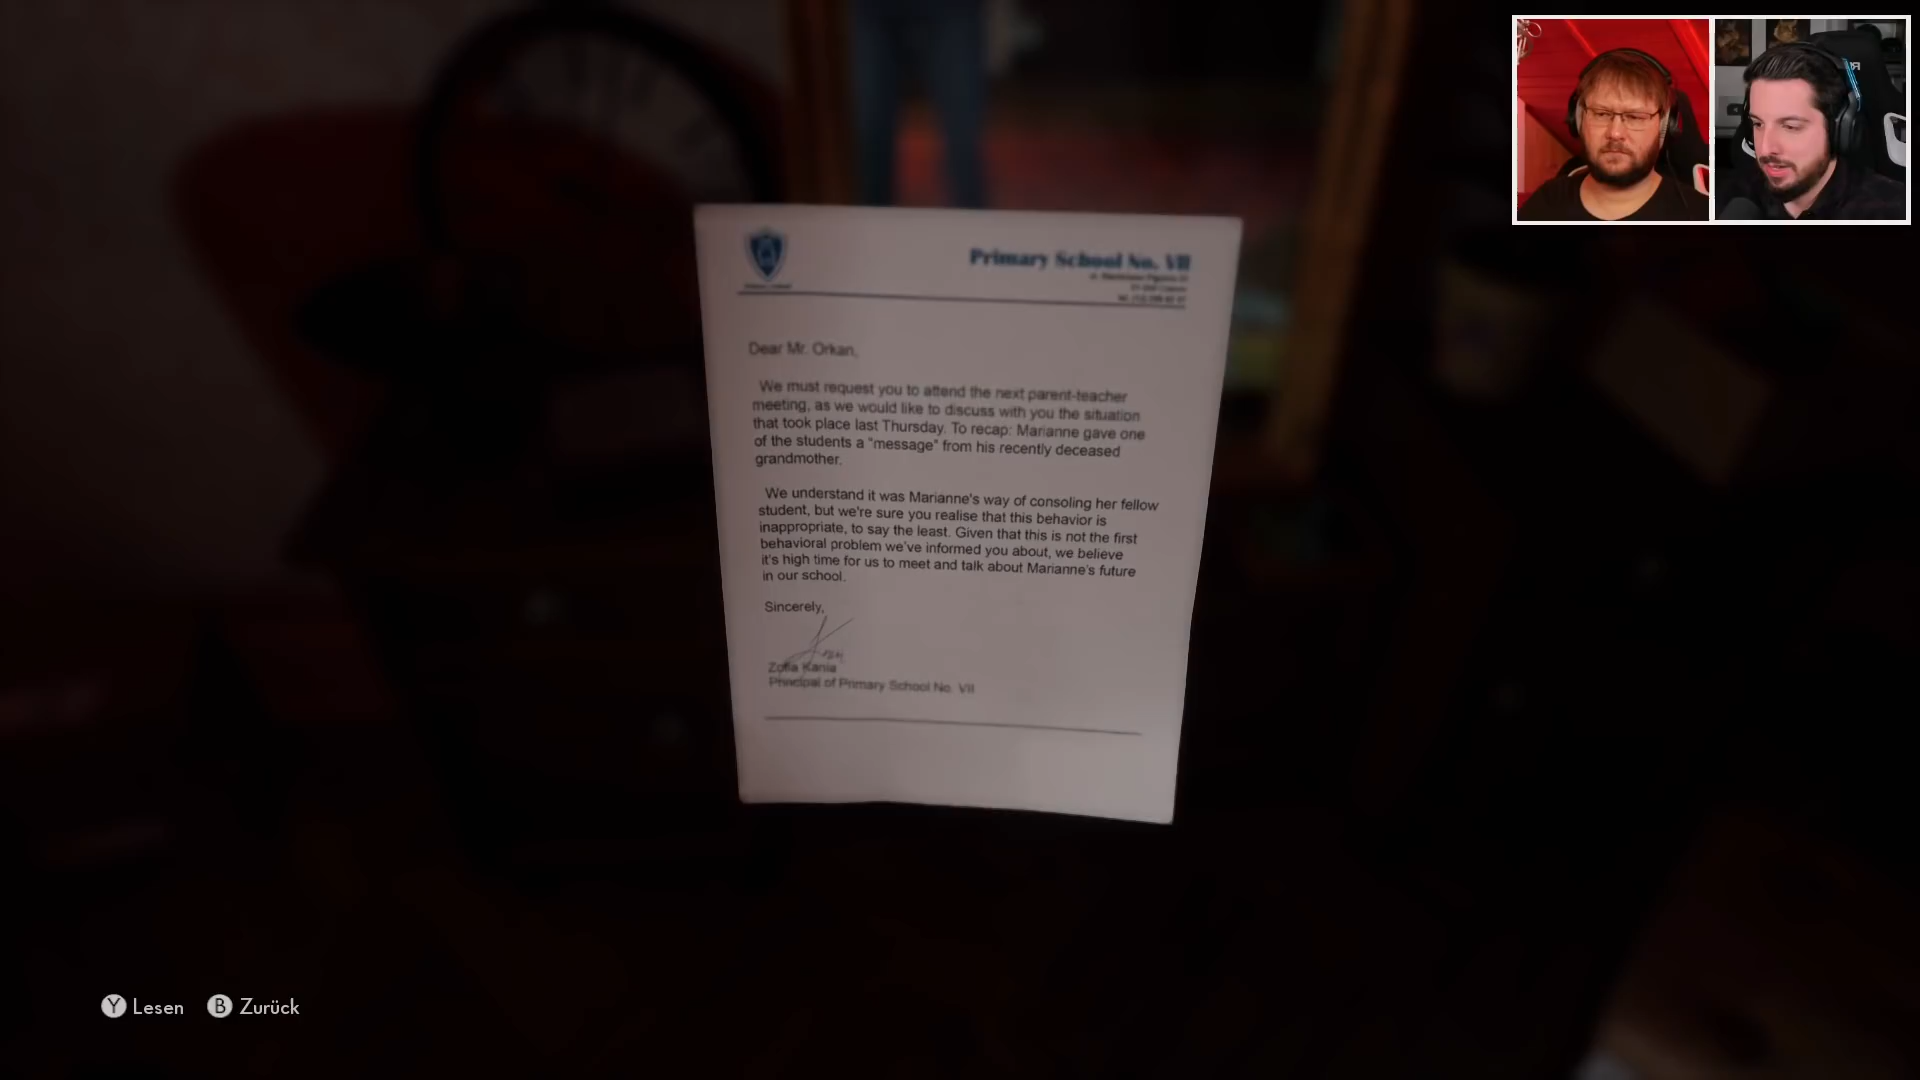 Primary School No. VII
Dear Mr. Orkan,
We must request you to attend the next parent-teacher
meeting, as we would like to discuss with you the situation
that took place last Thursday. To recap: Marianne gave one
of the students a "message" from his recently deceased
grandmother.
We understand it was Marianne's way of consoling her fellow
student, but we're sure you realise that this behavior is
inappropriate, to say the least. Given that this is not the first
behavioral problem we've informed you about, we believe
it's high time for us to meet and talk about Marianne's future
in our school.
Sincerely,
Zofia Kania
Principal of Primary School No. VII
Y Lesen B Zurück